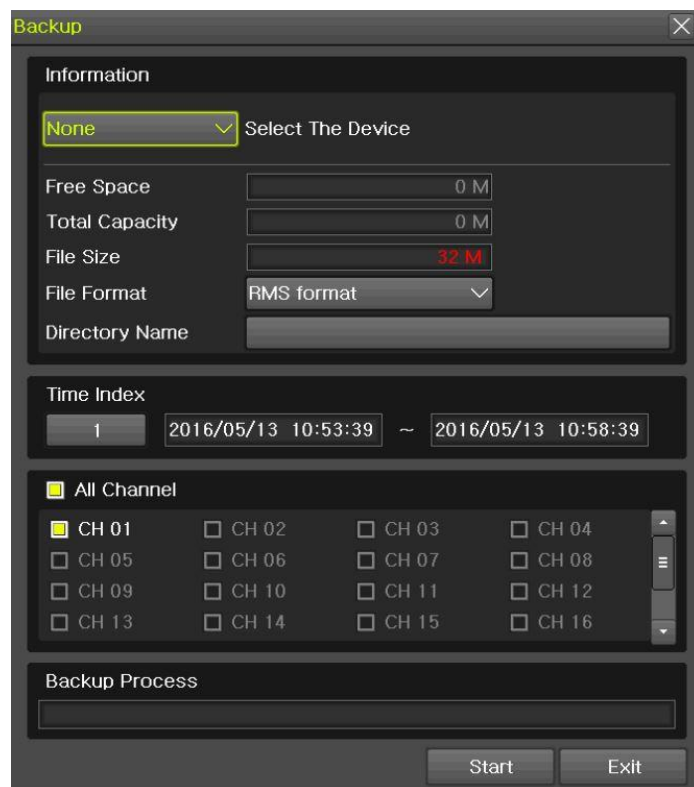 Backup
Information
None Select The Device
Free Space 0 M
Total Capacity 0 M
File Size 32 M
File Format RMS format
Directory Name
Time Index
1 2016/05/13 10:53:39 ~ 2016/05/13 10:58:39
All Channel
CH 01 CH 02 CH 03 CH 04
CH 05 CH 06 CH 07 CH 08
CH 09 CH 10 CH 11 CH 12
CH 13 CH 14 CH 15 CH 16
Backup Process
Start Exit